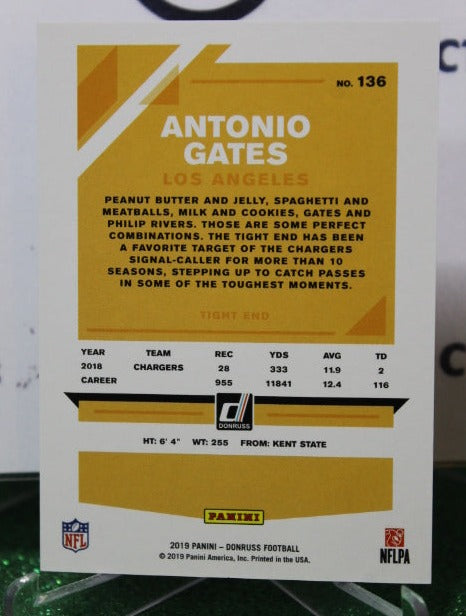 NO. 136
ANTONIO
GATES
LOS ANGELES
PEANUT BUTTER AND JELLY, SPAGHETTI AND
MEATBALLS, MILK AND COOKIES, GATES AND
PHILIP RIVERS. THOSE ARE SOME PERFECT
COMBINATIONS. THE TIGHT END HAS BEEN
A FAVORITE TARGET OF THE CHARGERS
SIGNAL-CALLER FOR MORE THAN 10
SEASONS, STEPPING UP TO CATCH PASSES
IN SOME OF THE TOUGHEST MOMENTS.
TIGHT END
YEAR TEAM REC YDS AVG TD
2018 CHARGERS 28 333 11.9 2
CAREER 955 11841 12.4 116
DONRUSS
HT: 6' 4" WT: 255 FROM: KENT STATE
PANINI
NFL
NFLPA
2019 PANINI – DONRUSS FOOTBALL
© 2019 Panini America, Inc. Printed in the USA.